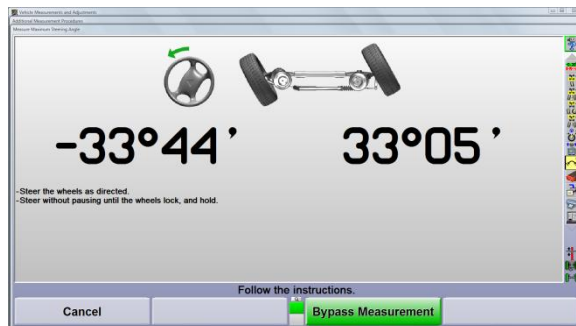 Vehicle Measurements and Adjustments
Additional Measurement Procedures
Measure Maximum Steering Angle
-33°44'
33°05'
-Steer the wheels as directed.
-Steer without pausing until the wheels lock, and hold.
Follow the instructions.
Cancel
Bypass Measurement